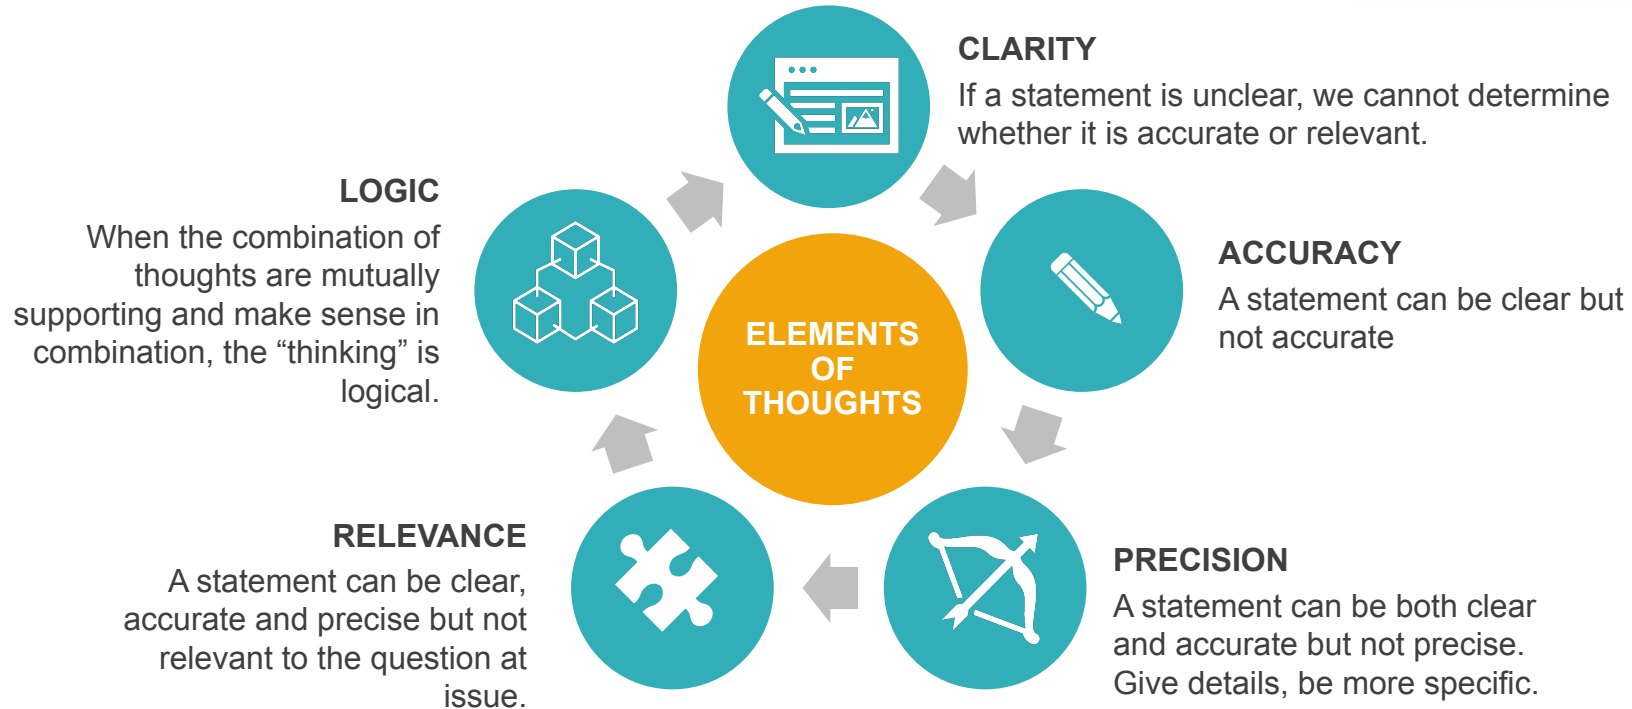 CLARITY
If a statement is unclear, we cannot determine
whether it is accurate or relevant.
ACCURACY
A statement can be clear but
not accurate
PRECISION
A statement can be both clear
and accurate but not precise.
Give details, be more specific.
RELEVANCE
A statement can be clear,
accurate and precise but not
relevant to the question at
issue.
LOGIC
When the combination of
thoughts are mutually
supporting and make sense in
combination, the “thinking” is
logical.
ELEMENTS
OF
THOUGHTS